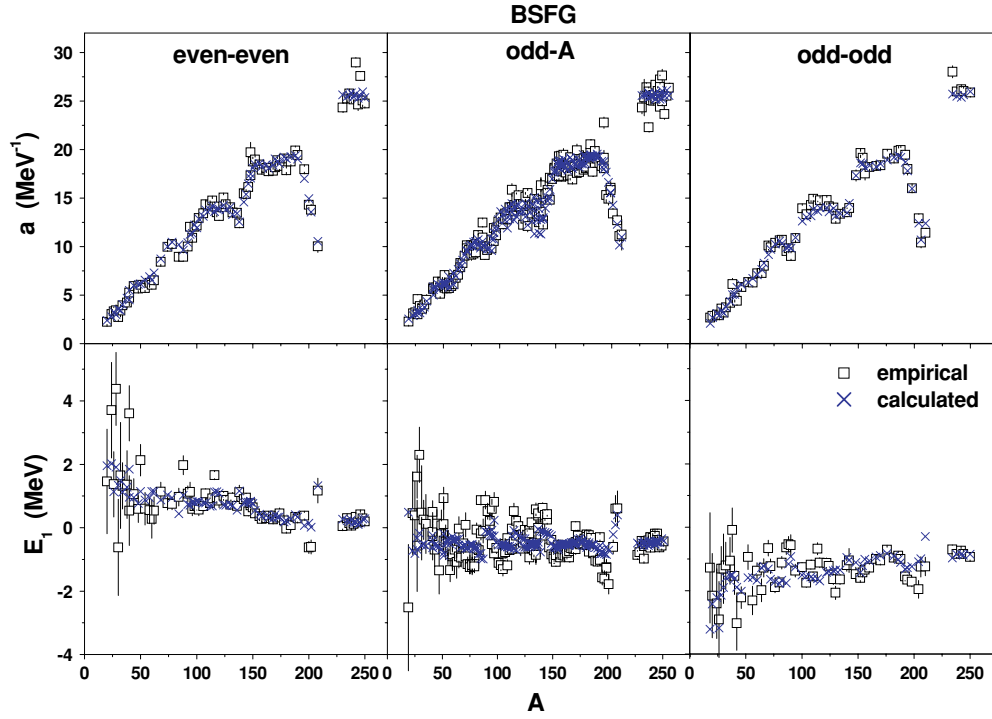 BSFG
even-even
odd-A
odd-odd
a (MeV⁻¹)
30
25
20
15
10
5
0
E₁ (MeV)
4
2
0
-2
-4
empirical
calculated
0 50 100 150 200 250
0 50 100 150 200 250
0 50 100 150 200 250
A